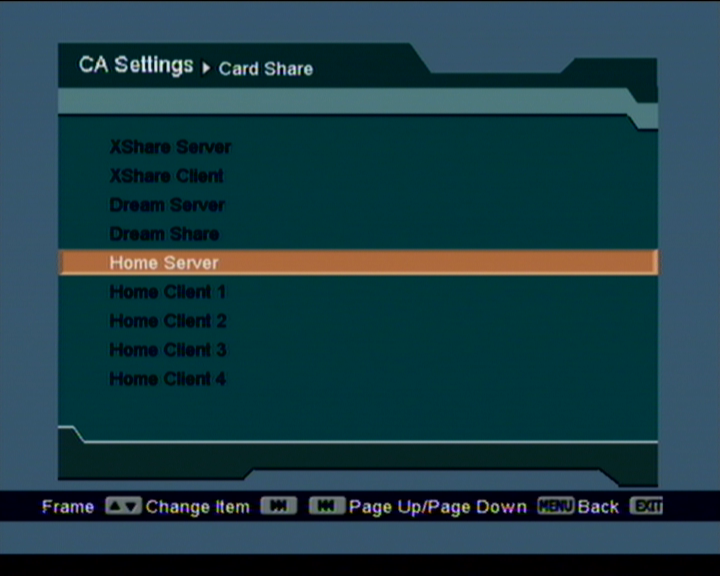 CA Settings Card Share
XShare Server
XShare Client
Dream Server
Dream Share
Home Server
Home Client 1
Home Client 2
Home Client 3
Home Client 4
Frame Change Item Page Up/Page Down MENU Back EXIT